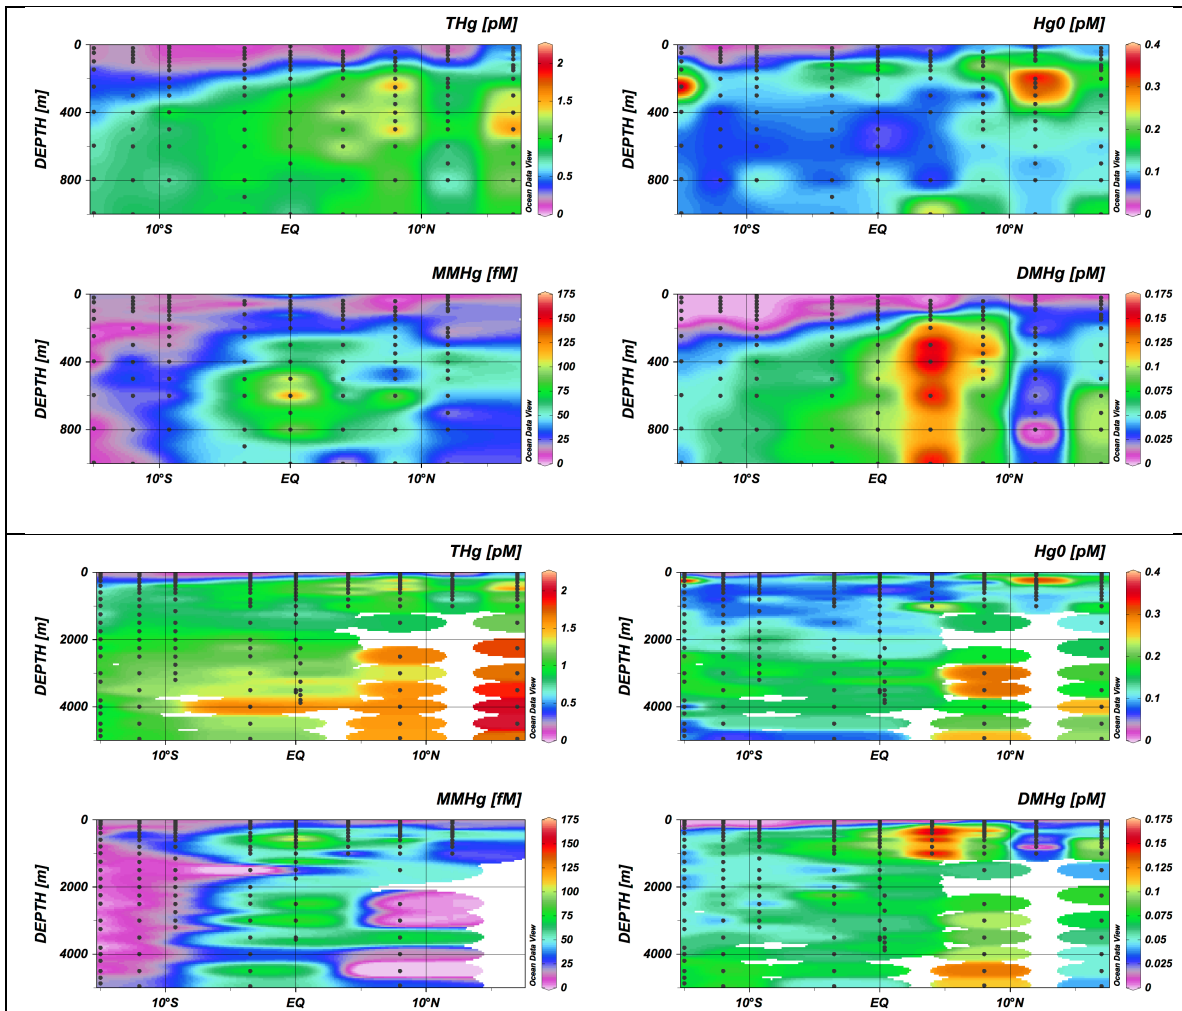 THg [pM]
0
400
800
DEPTH [m]
10°S
EQ
10°N
2
1.5
1
0.5
0
Ocean Data View
Hg0 [pM]
0
400
800
DEPTH [m]
10°S
EQ
10°N
0.4
0.3
0.2
0.1
0
Ocean Data View
MMHg [fM]
0
400
800
DEPTH [m]
10°S
EQ
10°N
175
150
125
100
75
50
25
0
Ocean Data View
DMHg [pM]
0
400
800
DEPTH [m]
10°S
EQ
10°N
0.175
0.15
0.125
0.1
0.075
0.05
0.025
0
Ocean Data View
THg [pM]
0
2000
4000
DEPTH [m]
10°S
EQ
10°N
2
1.5
1
0.5
0
Ocean Data View
Hg0 [pM]
0
2000
4000
DEPTH [m]
10°S
EQ
10°N
0.4
0.3
0.2
0.1
0
Ocean Data View
MMHg [fM]
0
2000
4000
DEPTH [m]
10°S
EQ
10°N
175
150
125
100
75
50
25
0
Ocean Data View
DMHg [pM]
0
2000
4000
DEPTH [m]
10°S
EQ
10°N
0.175
0.15
0.125
0.1
0.075
0.05
0.025
0
Ocean Data View